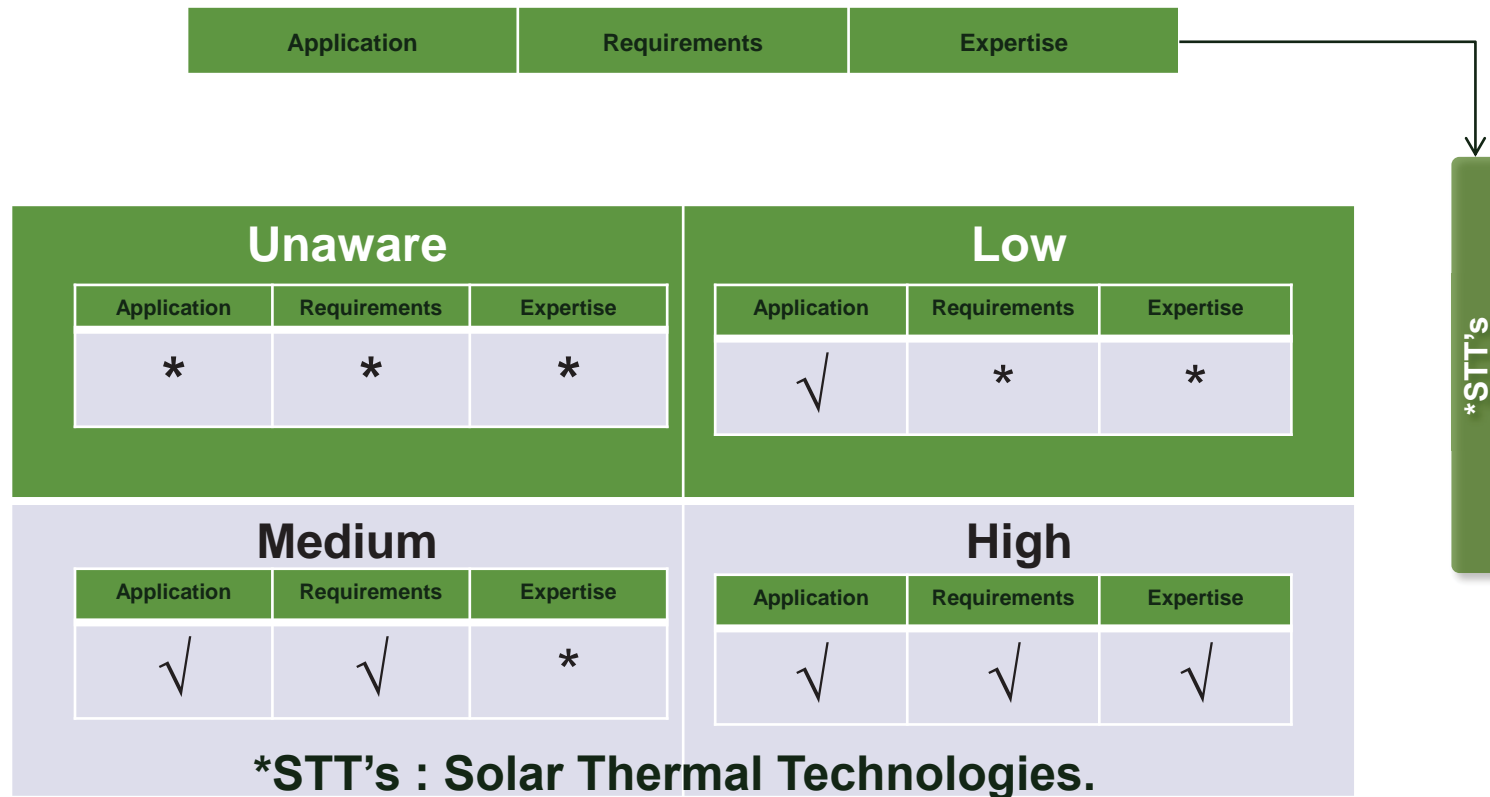 Application Requirements Expertise
*STT's
Unaware
Application Requirements Expertise
* * *
Low
Application Requirements Expertise
√ * *
Medium
Application Requirements Expertise
√ √ *
High
Application Requirements Expertise
√ √ √
*STT's : Solar Thermal Technologies.